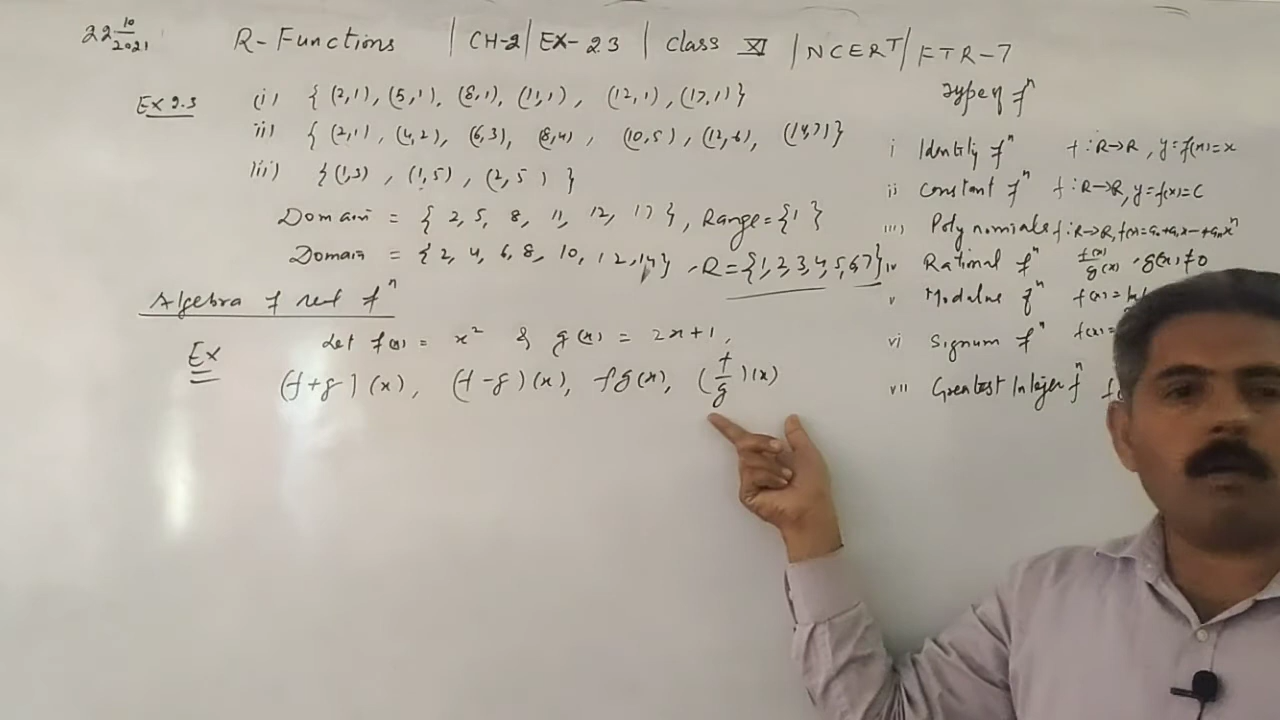 22 10/2021 R-Functions | CH-2 | EX-2.3 | Class XI | NCERT | FTR-7
Ex 2.3 (i) { (2,1), (5,1), (8,1), (11,1), (12,1), (17,1) }
ii) { (2,1), (4,2), (6,3), (8,4), (10,5), (12,6), (14,7) }
iii) { (1,3), (1,5), (2,5) }
Domain = { 2, 5, 8, 11, 12, 17 }, Range = {1}
Domain = { 2, 4, 6, 8, 10, 12, 14 }, R = {1, 2, 3, 4, 5, 6, 7}
Algebra of real fⁿ
Ex Let f(x) = x² & g(x) = 2x+1,
(f+g)(x), (f-g)(x), fg(x), (f/g)(x)
Type of fⁿ
i Identity fⁿ f: R→R, y = f(x) = x
ii Constant fⁿ f: R→R, y = f(x) = C
iii) Polynomials f: R→R, f(x) = a₀+a₁x-+aₙxⁿ
iv Rational fⁿ f(x)/g(x), g(x) ≠ 0
v Modulus fⁿ f(x) =
vi Signum fⁿ f(x) =
vii Greatest Integer fⁿ f